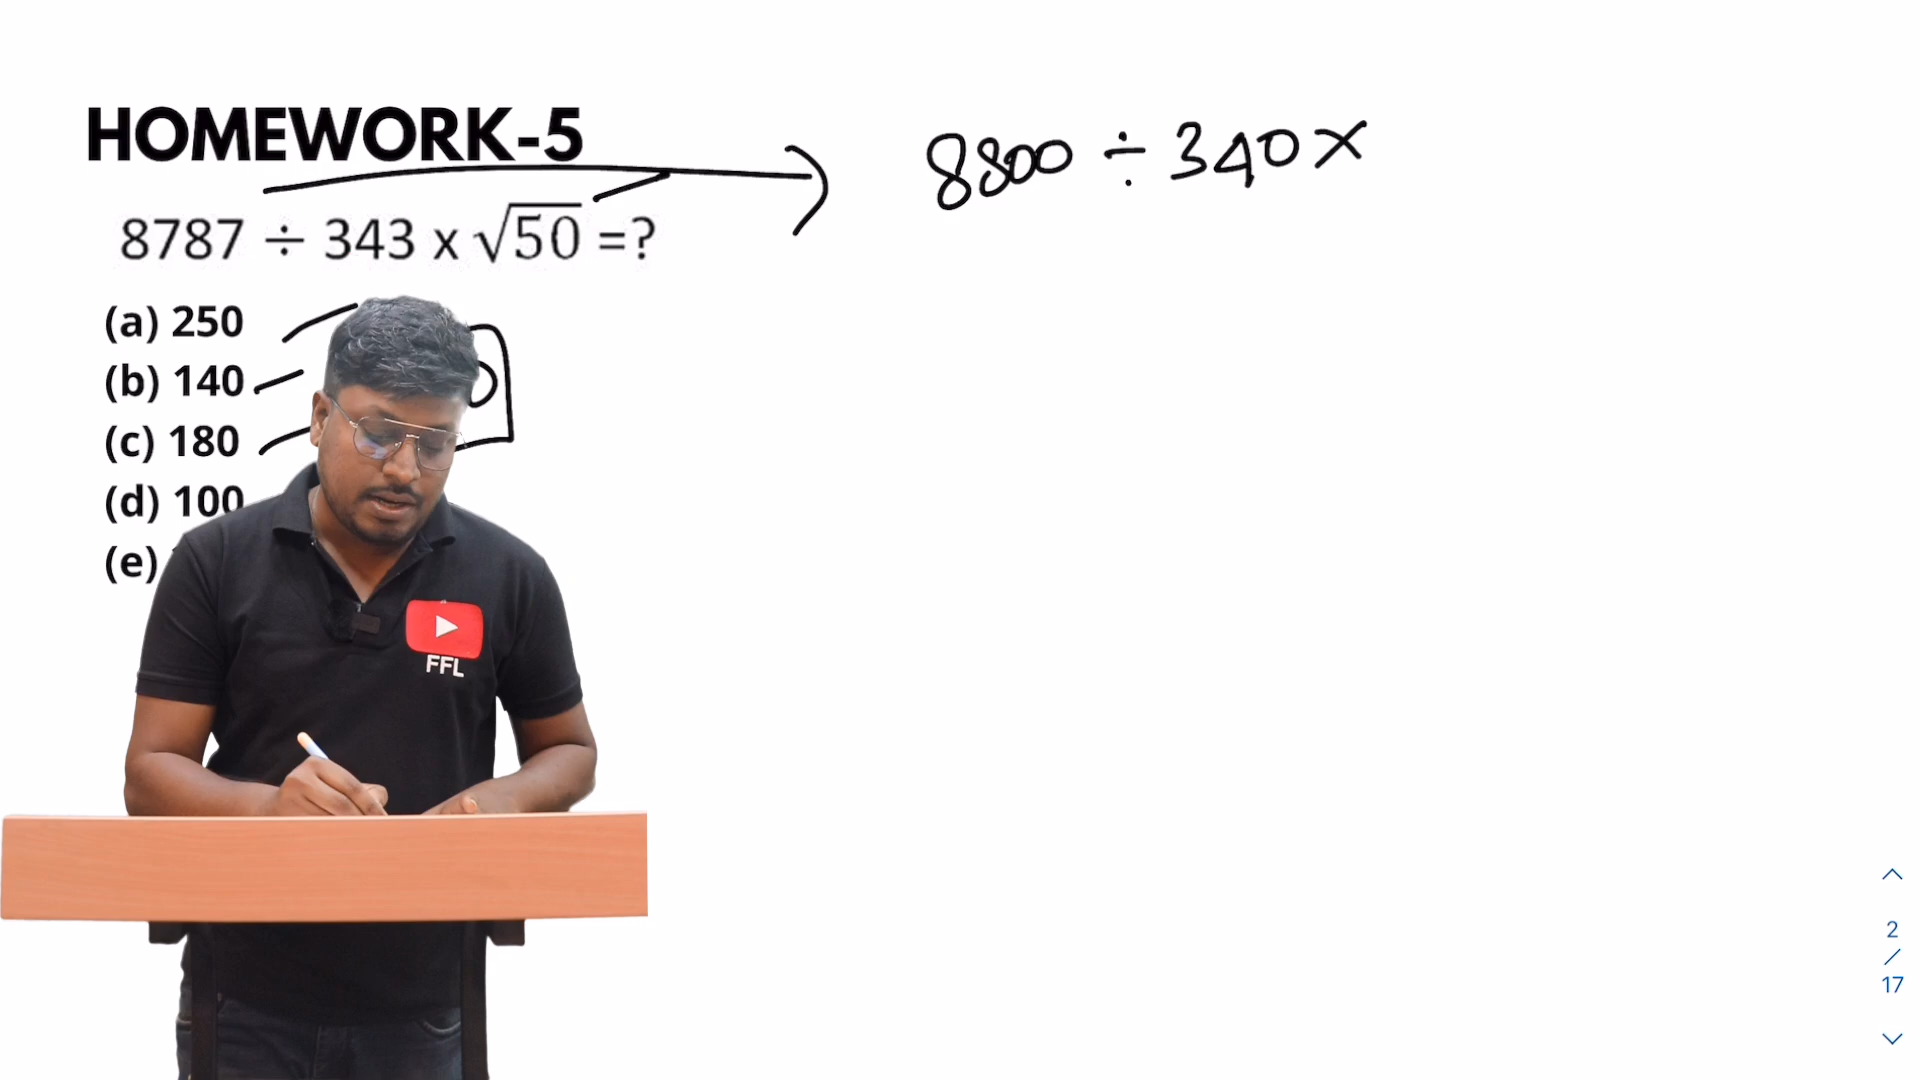 HOMEWORK-5
8787 ÷ 343 x √50 =?
8800 ÷ 340 ×
(a) 250
(b) 140
(c) 180
(d) 100
(e)
FFL
2
/
17